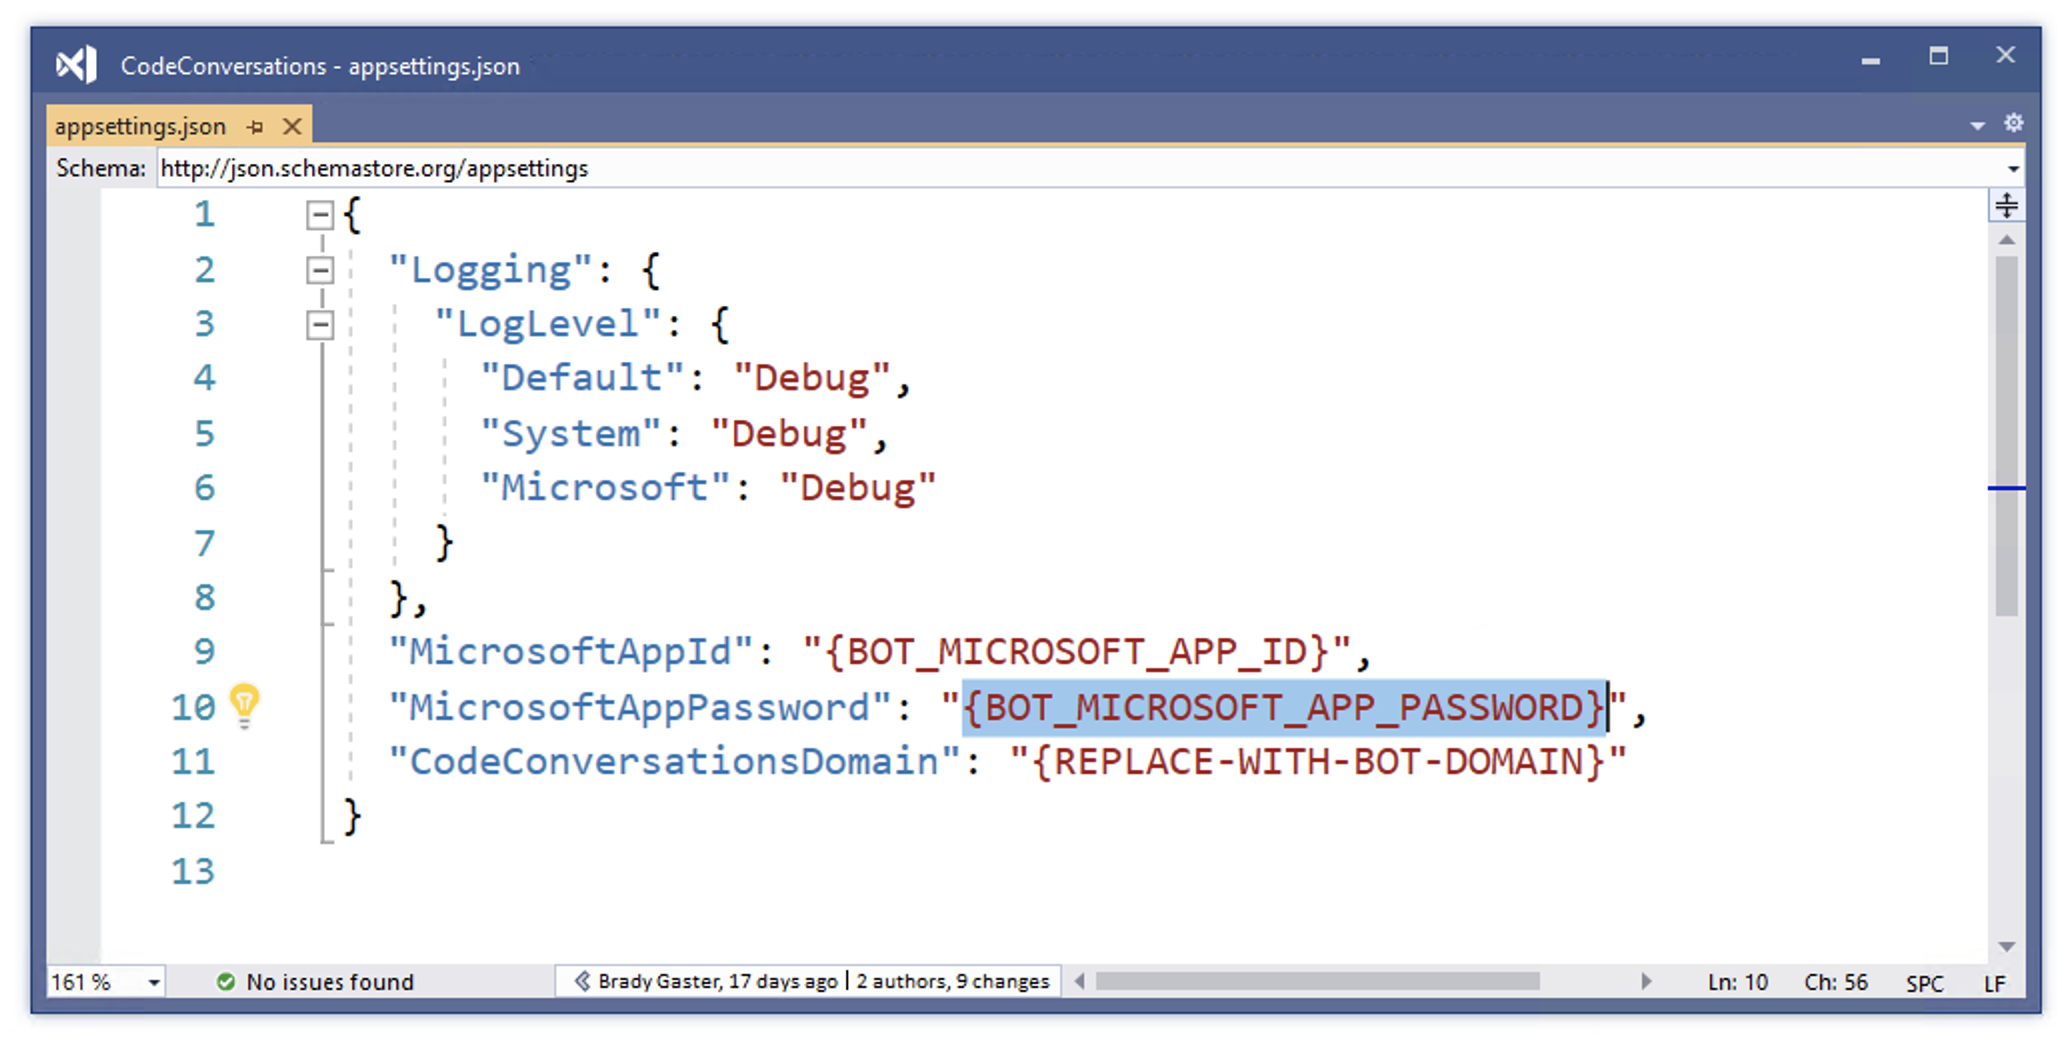 CodeConversations - appsettings.json
appsettings.json
Schema: http://json.schemastore.org/appsettings
1 {
2 "Logging": {
3 "LogLevel": {
4 "Default": "Debug",
5 "System": "Debug",
6 "Microsoft": "Debug"
7 }
8 },
9 "MicrosoftAppId": "{BOT_MICROSOFT_APP_ID}",
10 "MicrosoftAppPassword": "{BOT_MICROSOFT_APP_PASSWORD}",
11 "CodeConversationsDomain": "{REPLACE-WITH-BOT-DOMAIN}"
12 }
13
161 % No issues found Brady Gaster, 17 days ago | 2 authors, 9 changes Ln: 10 Ch: 56 SPC LF